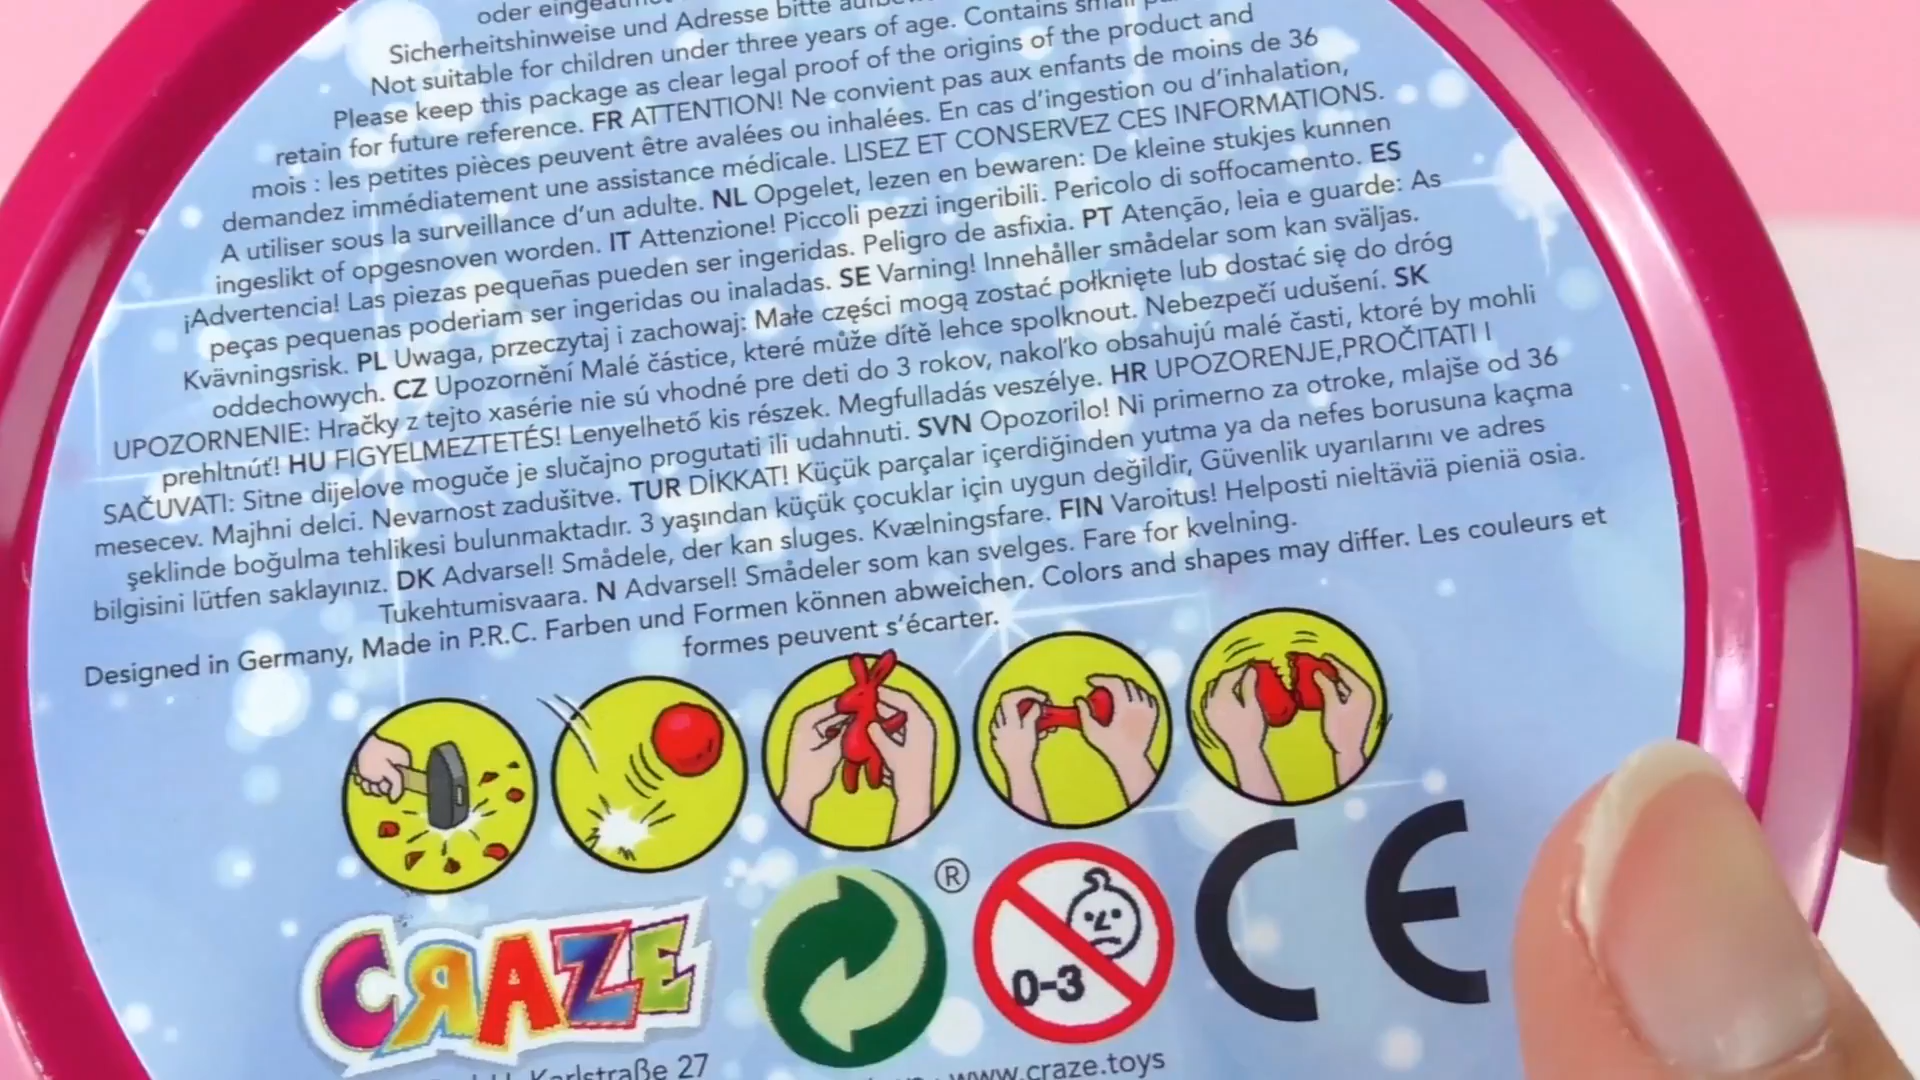 oder
Sicherheitshinweise und Adresse bitte
Not suitable for children under three years of age. Contains small
Please keep this package as clear legal proof of the origins of the product and
retain for future reference. FR ATTENTION! Ne convient pas aux enfants de moins de 36
mois : les petites pièces peuvent être avalées ou inhalées. En cas d'ingestion ou d'inhalation,
demandez immédiatement une assistance médicale. LISEZ ET CONSERVEZ CES INFORMATIONS.
A utiliser sous la surveillance d'un adulte. NL Opgelet, lezen en bewaren: De kleine stukjes kunnen
ingeslikt of opgesnoven worden. IT Attenzione! Piccoli pezzi ingeribili. Pericolo di soffocamento. ES
¡Advertencia! Las piezas pequeñas pueden ser ingeridas. Peligro de asfixia. PT Atenção, leia e guarde: As
peças pequenas poderiam ser ingeridas ou inaladas. SE Varning! Innehåller smådelar som kan sväljas.
Kvävningsrisk. PL Uwaga, przeczytaj i zachowaj: Małe części mogą zostać połknięte lub dostać się do dróg
oddechowych. CZ Upozornění Malé částice, které může dítě lehce spolknout. Nebezpečí udušení. SK
UPOZORNENIE: Hračky z tejto xasérie nie sú vhodné pre deti do 3 rokov, nakoľko obsahujú malé časti, ktoré by mohli
prehltnúť! HU FIGYELMEZTETÉS! Lenyelhető kis részek. Megfulladás veszélye. HR UPOZORENJE,PROČITATI I
SAČUVATI: Sitne dijelove moguče je slučajno progutati ili udahnuti. SVN Opozorilo! Ni primerno za otroke, mlajše od 36
mesecev. Majhni delci. Nevarnost zadušitve. TUR DİKKAT! Küçük parçalar içerdiğinden yutma ya da nefes borusuna kaçma
şeklinde boğulma tehlikesi bulunmaktadır. 3 yaşından küçük çocuklar için uygun değildir, Güvenlik uyarılarını ve adres
bilgisini lütfen saklayınız. DK Advarsel! Smådele, der kan sluges. Kvælningsfare. FIN Varoitus! Helposti nieltäviä pieniä osia.
Tukehtumisvaara. N Advarsel! Smådeler som kan svelges. Fare for kvelning.
Designed in Germany, Made in P.R.C. Farben und Formen können abweichen. Colors and shapes may differ. Les couleurs et
formes peuvent s'écarter.
CRAZE
®
0-3
CE
Karlstraße 27
www.craze.toys